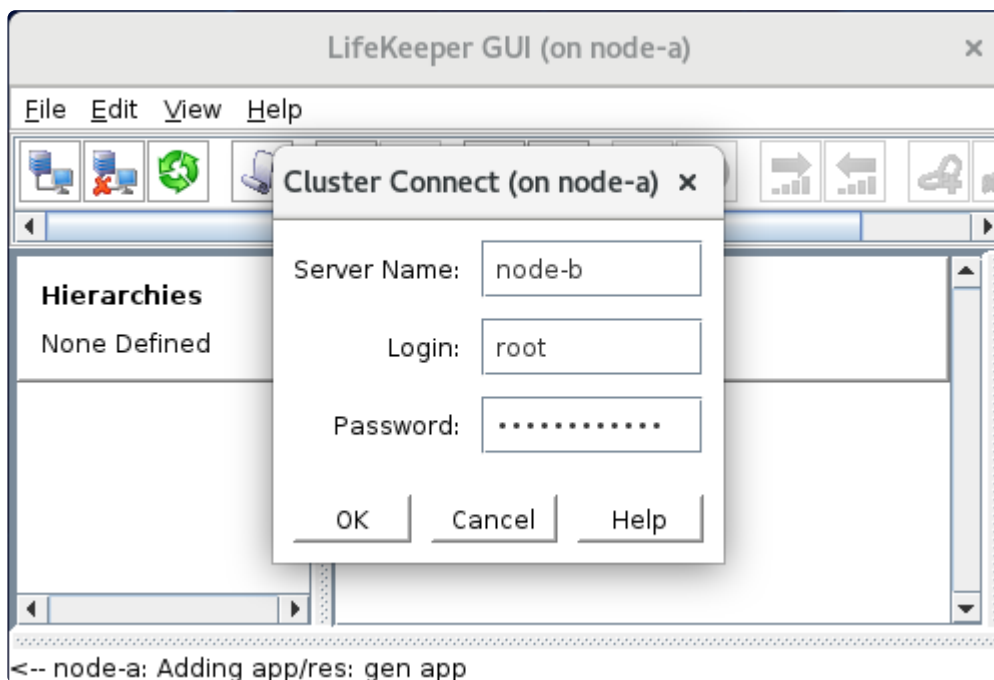 LifeKeeper GUI (on node-a)
File Edit View Help
Cluster Connect (on node-a)
Server Name: node-b
Hierarchies
None Defined
Login: root
Password: ••••••••••••
OK Cancel Help
<-- node-a: Adding app/res: gen app